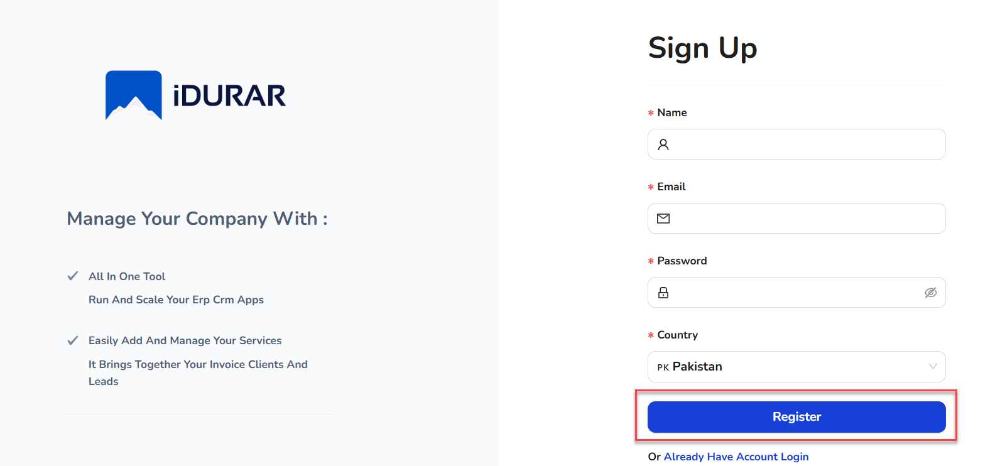 iDURAR
Manage Your Company With :
All In One Tool
Run And Scale Your Erp Crm Apps
Easily Add And Manage Your Services
It Brings Together Your Invoice Clients And
Leads
Sign Up
* Name
* Email
* Password
* Country
PK Pakistan
Register
Or Already Have Account Login